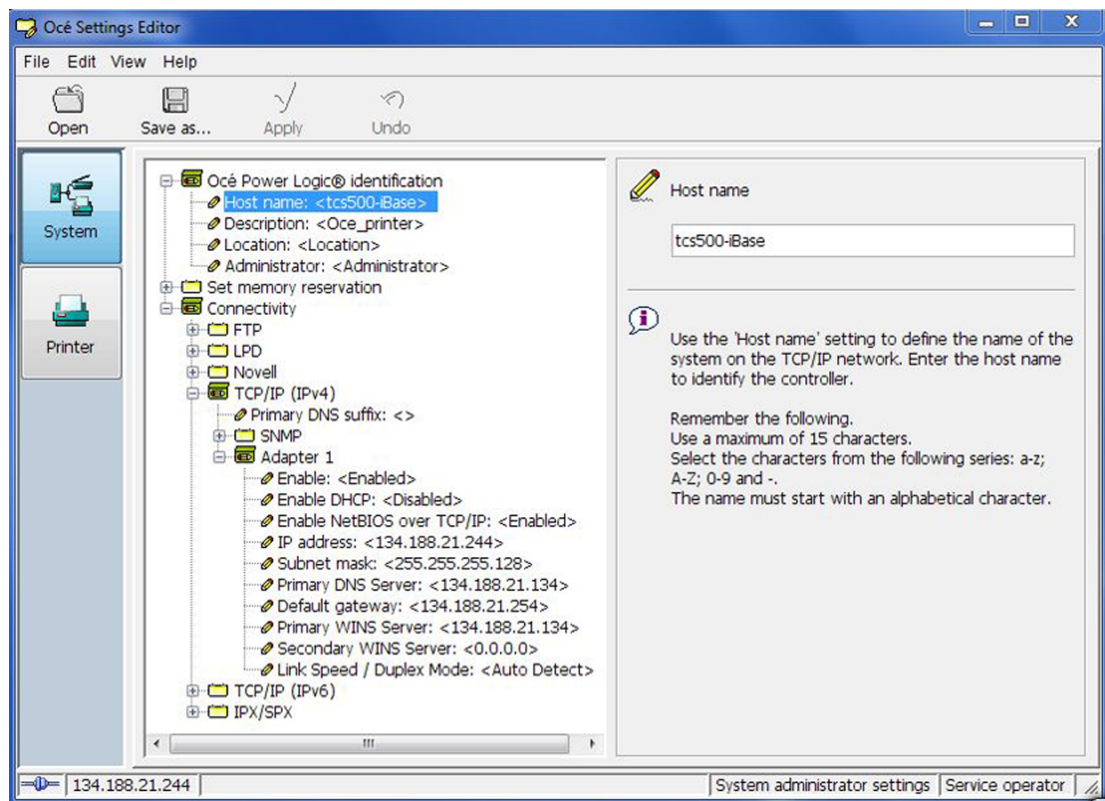 Océ Settings Editor
File Edit View Help
Open Save as... Apply Undo
System
Printer
Océ Power Logic® identification
Host name: <tcs500-iBase>
Description: <Oce_printer>
Location: <Location>
Administrator: <Administrator>
Set memory reservation
Connectivity
FTP
LPD
Novell
TCP/IP (IPv4)
Primary DNS suffix: <>
SNMP
Adapter 1
Enable: <Enabled>
Enable DHCP: <Disabled>
Enable NetBIOS over TCP/IP: <Enabled>
IP address: <134.188.21.244>
Subnet mask: <255.255.255.128>
Primary DNS Server: <134.188.21.134>
Default gateway: <134.188.21.254>
Primary WINS Server: <134.188.21.134>
Secondary WINS Server: <0.0.0.0>
Link Speed / Duplex Mode: <Auto Detect>
TCP/IP (IPv6)
IPX/SPX
Host name
tcs500-iBase
Use the 'Host name' setting to define the name of the
system on the TCP/IP network. Enter the host name
to identify the controller.
Remember the following.
Use a maximum of 15 characters.
Select the characters from the following series: a-z;
A-Z; 0-9 and -.
The name must start with an alphabetical character.
134.188.21.244 System administrator settings Service operator